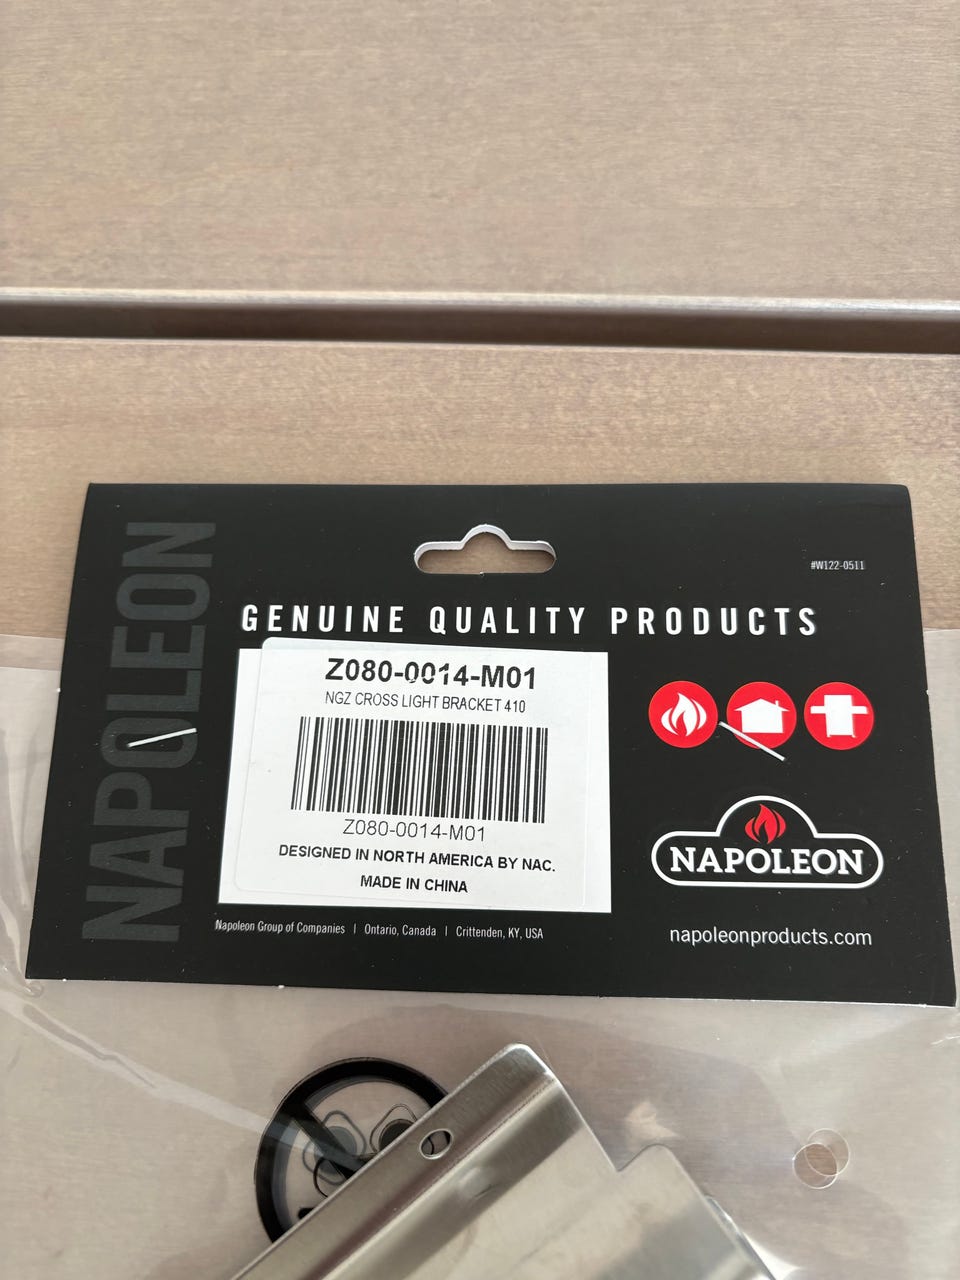 NAPOLEON
#W122-0511
GENUINE QUALITY PRODUCTS
Z080-0014-M01
NGZ CROSS LIGHT BRACKET 410
Z080-0014-M01
DESIGNED IN NORTH AMERICA BY NAC.
MADE IN CHINA
NAPOLEON
Napoleon Group of Companies | Ontario, Canada | Crittenden, KY, USA
napoleonproducts.com